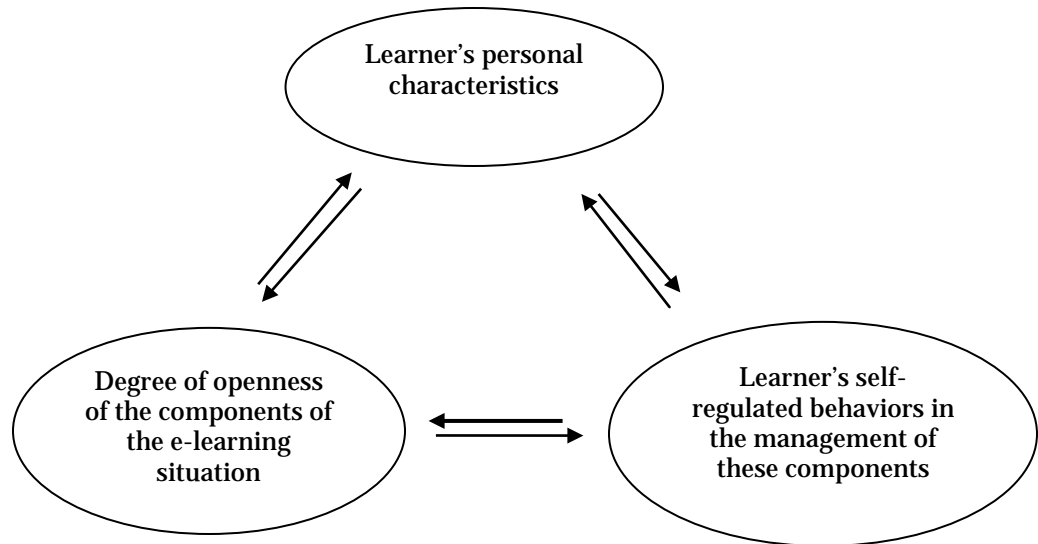 Learner’s personal
characteristics
Degree of openness
of the components of
the e-learning
situation
Learner’s self-
regulated behaviors in
the management of
these components